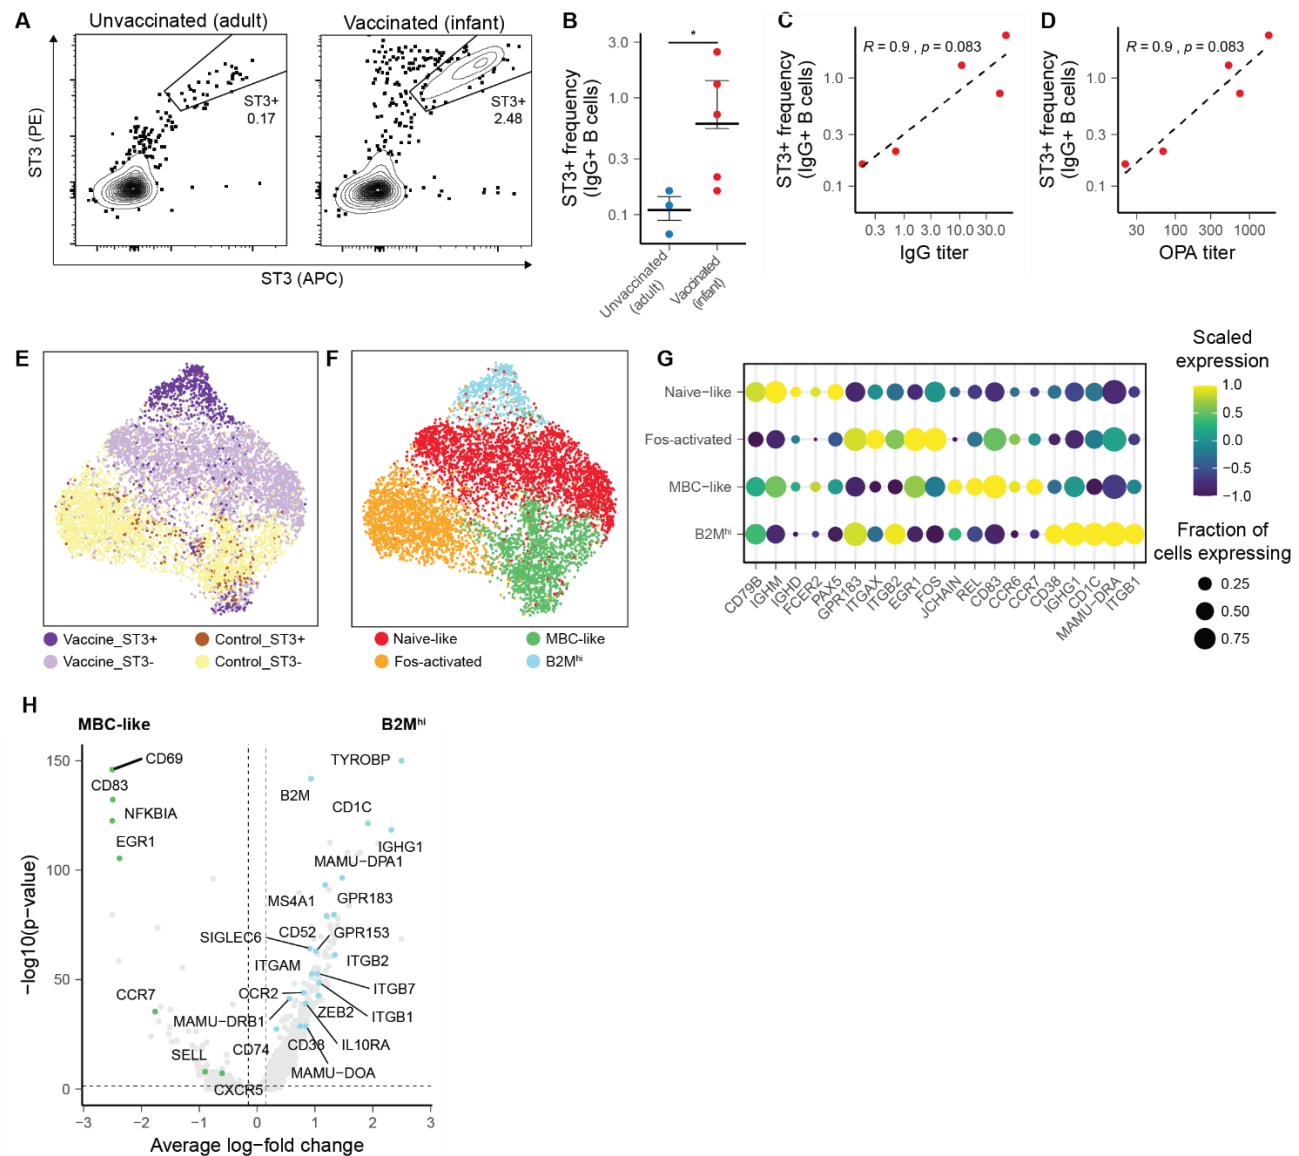 A
Unvaccinated (adult)
Vaccinated (infant)
ST3 (PE)
ST3+
0.17
ST3+
2.48
ST3 (APC)
B
ST3+ frequency
(IgG+ B cells)
3.0
1.0
0.3
0.1
*
Unvaccinated
(adult)
Vaccinated
(infant)
C
ST3+ frequency
(IgG+ B cells)
R = 0.9 , p = 0.083
1.0
0.3
0.1
0.3
1.0
10.0
30.0
IgG titer
D
ST3+ frequency
(IgG+ B cells)
R = 0.9 , p = 0.083
1.0
0.3
0.1
30
100
300
1000
OPA titer
E
Vaccine_ST3+
Control_ST3+
Vaccine_ST3-
Control_ST3-
F
Naive-like
MBC-like
Fos-activated
B2Mhi
G
Naive-like
Fos-activated
MBC-like
B2Mhi
CD79B
IGHM
IGHD
FCER2
PAX5
GPR183
ITGAX
ITGB2
EGR1
FOS
JCHAIN
REL
CD83
CCR6
CCR7
CD38
IGHG1
CD1C
MAMU-DRA
ITGB1
Scaled
expression
1.0
0.5
0.0
−0.5
−1.0
Fraction of
cells expressing
0.25
0.50
0.75
H
MBC-like
B2Mhi
−log10(p−value)
150
100
50
0
CD69
CD83
NFKBIA
EGR1
CCR7
SELL
CXCR5
TYROBP
B2M
CD1C
IGHG1
MAMU−DPA1
MS4A1
GPR183
SIGLEC6
CD52
GPR153
ITGAM
ITGB2
CCR2
ITGB7
MAMU−DRB1
ZEB2
ITGB1
CD74
CD38
IL10RA
MAMU−DOA
−3
−2
−1
0
1
2
3
Average log−fold change